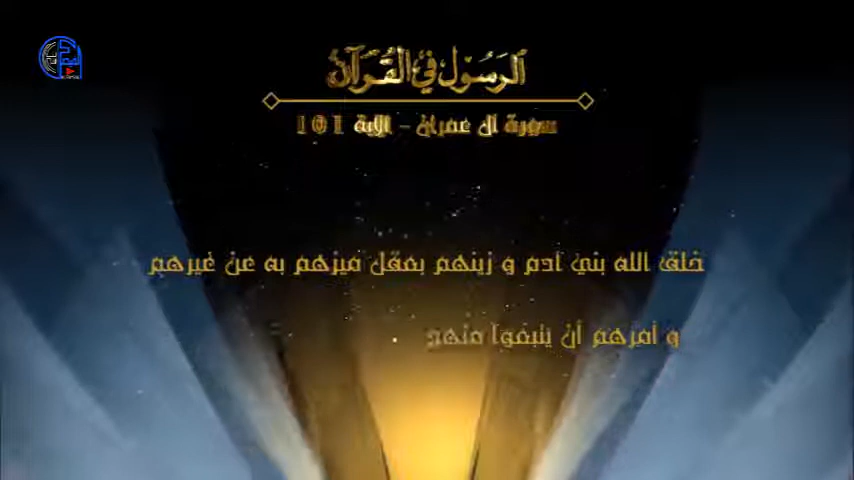 الرسول في القرآن
سورة آل عمران - الآية 101
خلق الله بني آدم و زينهم بعقل ميزهم به عن غيرهم
و أمرهم أن يتبعوا منهج